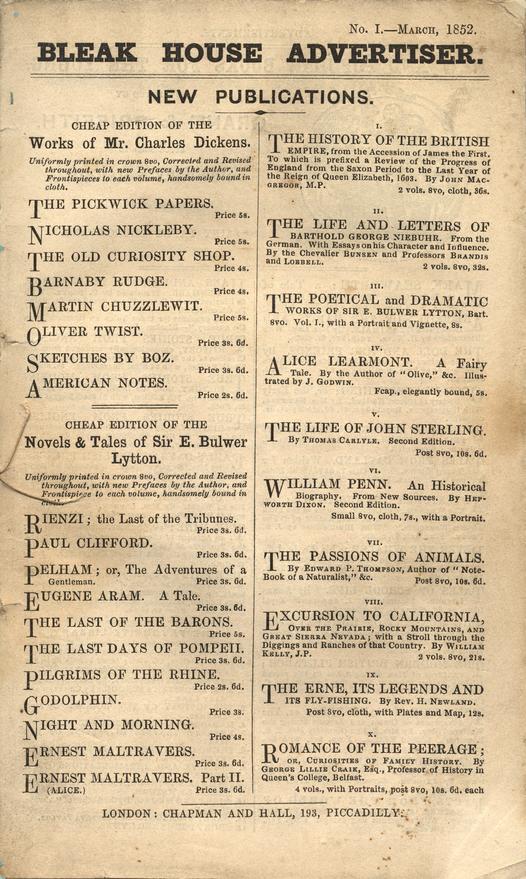 No. I.—March, 1852.
BLEAK HOUSE ADVERTISER.
NEW PUBLICATIONS.
CHEAP EDITION OF THE
Works of Mr. Charles Dickens.
Uniformly printed in crown 8vo, Corrected and Revised
throughout, with new Prefaces by the Author, and
Frontispieces to each volume, handsomely bound in
cloth.
THE PICKWICK PAPERS.
Price 5s.
NICHOLAS NICKLEBY.
Price 5s.
THE OLD CURIOSITY SHOP.
Price 4s.
BARNABY RUDGE.
Price 4s.
MARTIN CHUZZLEWIT.
Price 5s.
OLIVER TWIST.
Price 3s. 6d.
SKETCHES BY BOZ.
Price 3s. 6d.
AMERICAN NOTES.
Price 2s. 6d.
CHEAP EDITION OF THE
Novels & Tales of Sir E. Bulwer
Lytton.
Uniformly printed in crown 8vo, Corrected and Revised
throughout, with new Prefaces by the Author, and
Frontispiece to each volume, handsomely bound in
cloth.
RIENZI; the Last of the Tribunes.
Price 3s. 6d.
PAUL CLIFFORD.
Price 3s. 6d.
PELHAM; or, The Adventures of a
Gentleman. Price 3s. 6d.
EUGENE ARAM. A Tale.
Price 3s. 6d.
THE LAST OF THE BARONS.
Price 5s.
THE LAST DAYS OF POMPEII.
Price 3s. 6d.
PILGRIMS OF THE RHINE.
Price 2s. 6d.
GODOLPHIN.
Price 3s.
NIGHT AND MORNING.
Price 4s.
ERNEST MALTRAVERS.
Price 3s. 6d.
ERNEST MALTRAVERS. Part II.
(ALICE.) Price 3s. 6d.
I.
THE HISTORY OF THE BRITISH
EMPIRE, from the Accession of James the First.
To which is prefixed a Review of the Progress of
England from the Saxon Period to the Last Year of
the Reign of Queen Elizabeth, 1603. By John Mac-
gregor, M.P.
2 vols. 8vo, cloth, 36s.
II.
THE LIFE AND LETTERS OF
BARTHOLD GEORGE NIEBUHR. From the
German. With Essays on his Character and Influence.
By the Chevalier Bunsen and Professors Brandis
and Loebell. 2 vols. 8vo, 32s.
III.
THE POETICAL and DRAMATIC
WORKS OF SIR E. BULWER LYTTON, Bart.
8vo. Vol. I., with a Portrait and Vignette, 8s.
IV.
ALICE LEARMONT. A Fairy
Tale. By the Author of "Olive," &c. Illus-
trated by J. Godwin.
Fcap., elegantly bound, 5s.
V.
THE LIFE OF JOHN STERLING.
By Thomas Carlyle. Second Edition.
Post 8vo, 10s. 6d.
VI.
WILLIAM PENN. An Historical
Biography. From New Sources. By Hep-
worth Dixon. Second Edition.
Small 8vo, cloth, 7s., with a Portrait.
VII.
THE PASSIONS OF ANIMALS.
By Edward P. Thompson, Author of "Note-
Book of a Naturalist," &c. Post 8vo, 10s. 6d.
VIII.
EXCURSION TO CALIFORNIA,
Over the Prairie, Rocky Mountains, and
Great Sierra Nevada; with a Stroll through the
Diggings and Ranches of that Country. By William
Kelly, J.P. 2 vols. 8vo, 21s.
IX.
THE ERNE, ITS LEGENDS AND
ITS FLY-FISHING. By Rev. H. Newland.
Post 8vo, cloth, with Plates and Map, 12s.
X.
ROMANCE OF THE PEERAGE;
or, Curiosities of Family History. By
George Lillie Craik, Esq., Professor of History in
Queen's College, Belfast.
4 vols., with Portraits, post 8vo, 10s. 6d. each
LONDON: CHAPMAN AND HALL, 193, PICCADILLY.